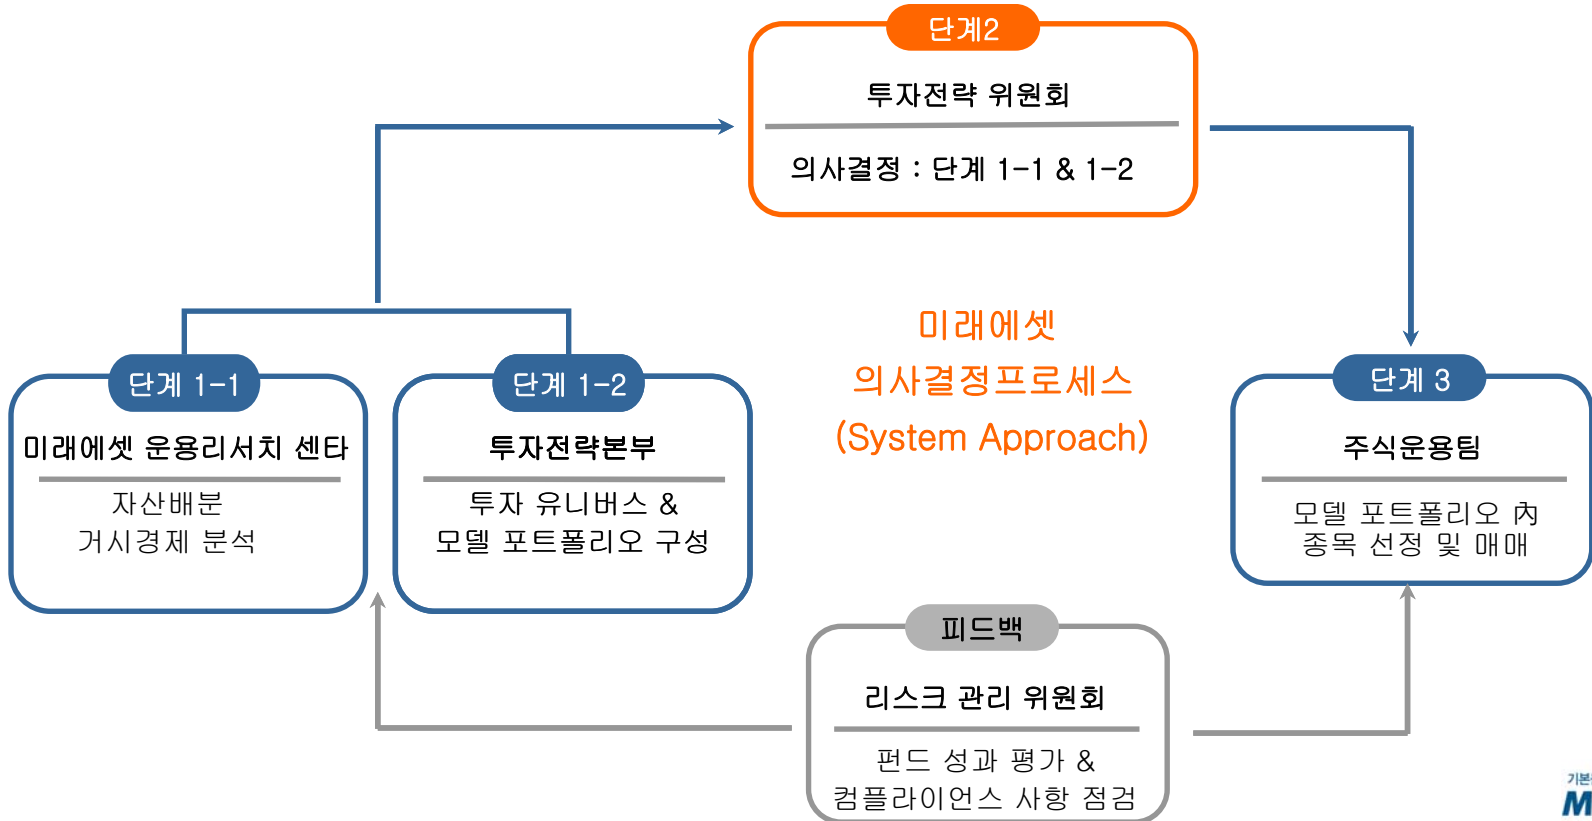 단계2
투자전략 위원회
의사결정 : 단계 1-1 & 1-2
미래에셋
의사결정프로세스
(System Approach)
단계 1-1
미래에셋 운용리서치 센타
자산배분
거시경제 분석
단계 1-2
투자전략본부
투자 유니버스 &
모델 포트폴리오 구성
단계 3
주식운용팀
모델 포트폴리오 內
종목 선정 및 매매
피드백
리스크 관리 위원회
펀드 성과 평가 &
컴플라이언스 사항 점검
기본
M